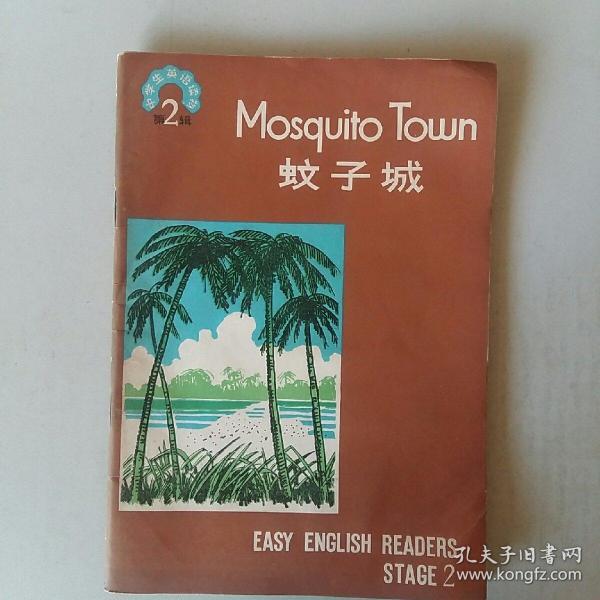 中学生英语读物
第2辑
Mosquito Town
蚊子城
EASY ENGLISH READERS
STAGE 2
孔夫子旧书网
www.kongfz.com